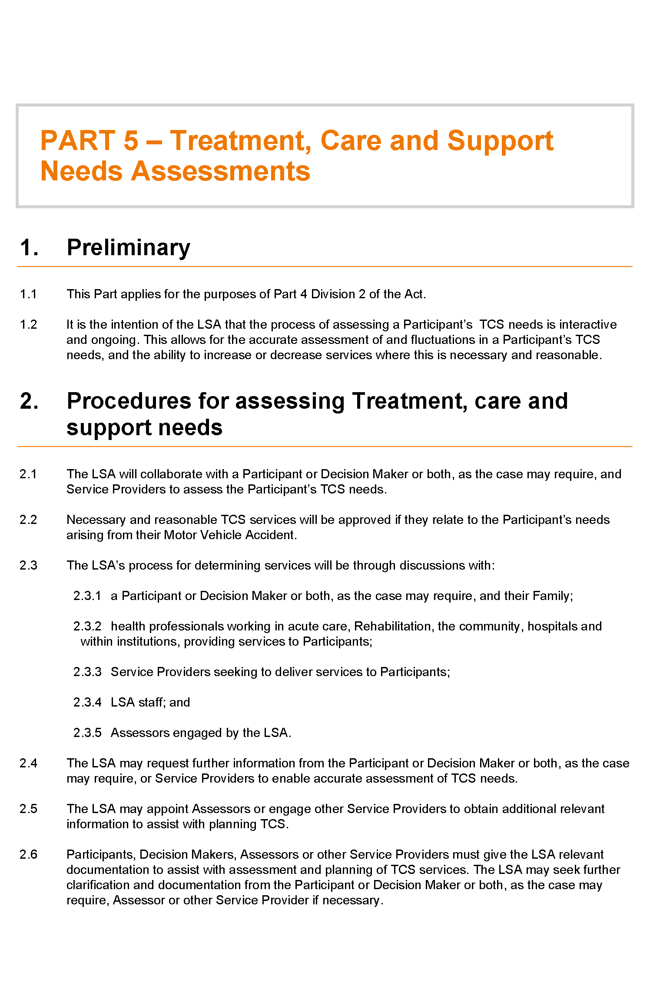 PART 5 – Treatment, Care and Support
Needs Assessments
1. Preliminary
1.1 This Part applies for the purposes of Part 4 Division 2 of the Act.
1.2 It is the intention of the LSA that the process of assessing a Participant’s TCS needs is interactive
and ongoing. This allows for the accurate assessment of and fluctuations in a Participant’s TCS
needs, and the ability to increase or decrease services where this is necessary and reasonable.
2. Procedures for assessing Treatment, care and
support needs
2.1 The LSA will collaborate with a Participant or Decision Maker or both, as the case may require, and
Service Providers to assess the Participant’s TCS needs.
2.2 Necessary and reasonable TCS services will be approved if they relate to the Participant’s needs
arising from their Motor Vehicle Accident.
2.3 The LSA’s process for determining services will be through discussions with:
2.3.1 a Participant or Decision Maker or both, as the case may require, and their Family;
2.3.2 health professionals working in acute care, Rehabilitation, the community, hospitals and
within institutions, providing services to Participants;
2.3.3 Service Providers seeking to deliver services to Participants;
2.3.4 LSA staff; and
2.3.5 Assessors engaged by the LSA.
2.4 The LSA may request further information from the Participant or Decision Maker or both, as the case
may require, or Service Providers to enable accurate assessment of TCS needs.
2.5 The LSA may appoint Assessors or engage other Service Providers to obtain additional relevant
information to assist with planning TCS.
2.6 Participants, Decision Makers, Assessors or other Service Providers must give the LSA relevant
documentation to assist with assessment and planning of TCS services. The LSA may seek further
clarification and documentation from the Participant or Decision Maker or both, as the case may
require, Assessor or other Service Provider if necessary.